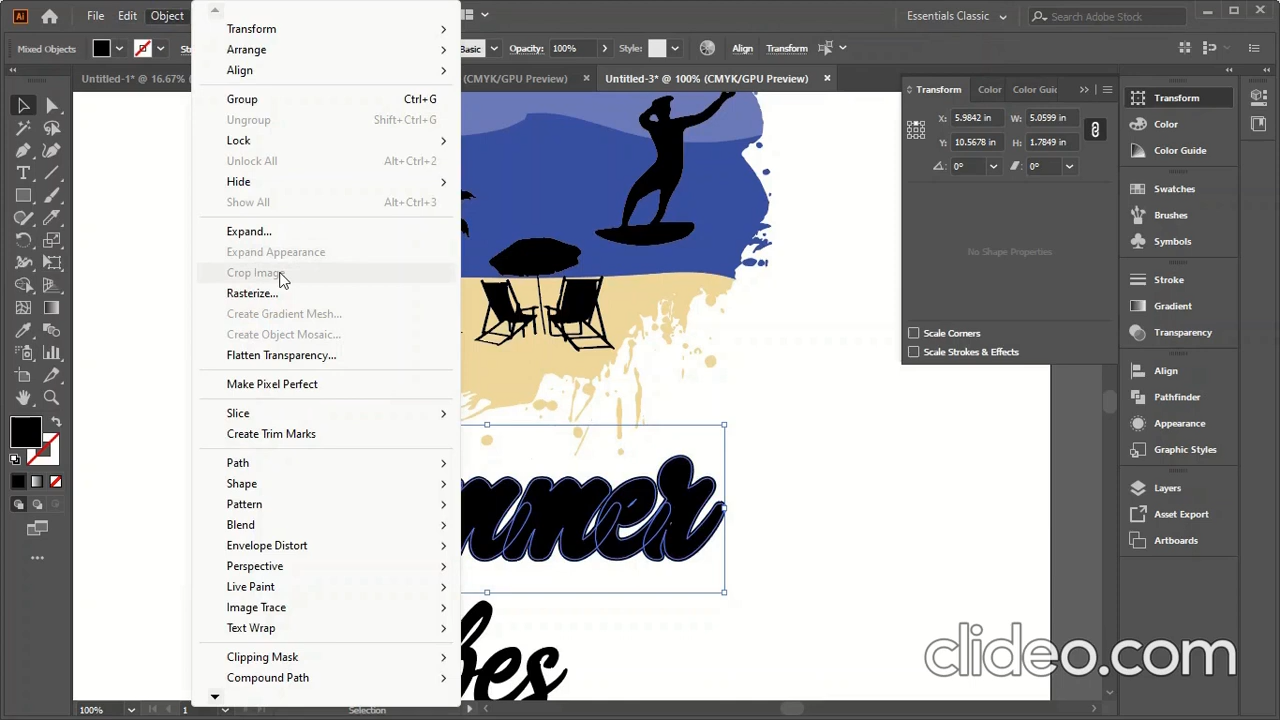 Ai
File
Edit
Object
Essentials Classic
Search Adobe Stock
Mixed Objects
Basic
Opacity:
100%
Style:
Align
Transform
Untitled-1* @ 16.67%
(CMYK/GPU Preview)
Untitled-3* @ 100% (CMYK/GPU Preview)
Transform
Arrange
Align
Group Ctrl+G
Ungroup Shift+Ctrl+G
Lock
Unlock All Alt+Ctrl+2
Hide
Show All Alt+Ctrl+3
Expand...
Expand Appearance
Crop Image
Rasterize...
Create Gradient Mesh...
Create Object Mosaic...
Flatten Transparency...
Make Pixel Perfect
Slice
Create Trim Marks
Path
Shape
Pattern
Blend
Envelope Distort
Perspective
Live Paint
Image Trace
Text Wrap
Clipping Mask
Compound Path
Transform
Color
Color Guid
X: 5.9842 in
W: 5.0599 in
Y: 10.5678 in
H: 1.7849 in
0°
0°
No Shape Properties
Scale Corners
Scale Strokes & Effects
Transform
Color
Color Guide
Swatches
Brushes
Symbols
Stroke
Gradient
Transparency
Align
Pathfinder
Appearance
Graphic Styles
Layers
Asset Export
Artboards
mmer
bes
clideo.com
100%
1
Selection